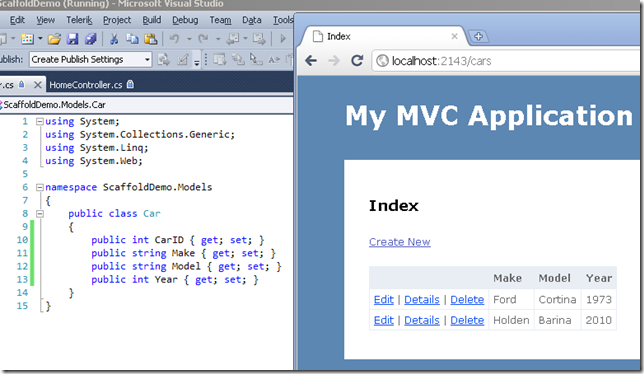 ScaffoldDemo (Running) - Microsoft Visual Studio
Edit View Telerik Project Build Debug Team Data Tools
Publish: Create Publish Settings
r.cs HomeController.cs
ScaffoldDemo.Models.Car
1 using System;
2 using System.Collections.Generic;
3 using System.Linq;
4 using System.Web;
5
6 namespace ScaffoldDemo.Models
7 {
8 public class Car
9 {
10 public int CarID { get; set; }
11 public string Make { get; set; }
12 public string Model { get; set; }
13 public int Year { get; set; }
14 }
15 }
Index
localhost:2143/cars
My MVC Application
Index
Create New
Make Model Year
Edit | Details | Delete Ford Cortina 1973
Edit | Details | Delete Holden Barina 2010